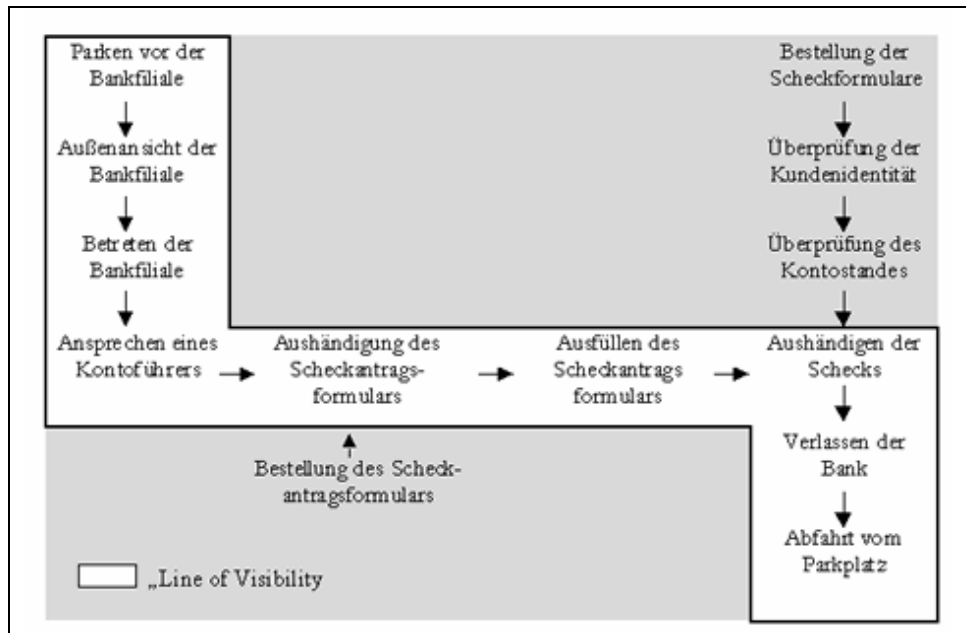 Parken vor der
Bankfiliale
Außenansicht der
Bankfiliale
Betreten der
Bankfiliale
Ansprechen eines
Kontoführers
Aushändigung des
Scheckantrags-
formulars
Ausfüllen des
Scheckantrags
formulars
Bestellung der
Scheckformulare
Überprüfung der
Kundenidentität
Überprüfung des
Kontostandes
Aushändigen der
Schecks
Verlassen der
Bank
Abfahrt vom
Parkplatz
Bestellung des Scheck-
antragsformulars
„Line of Visibility